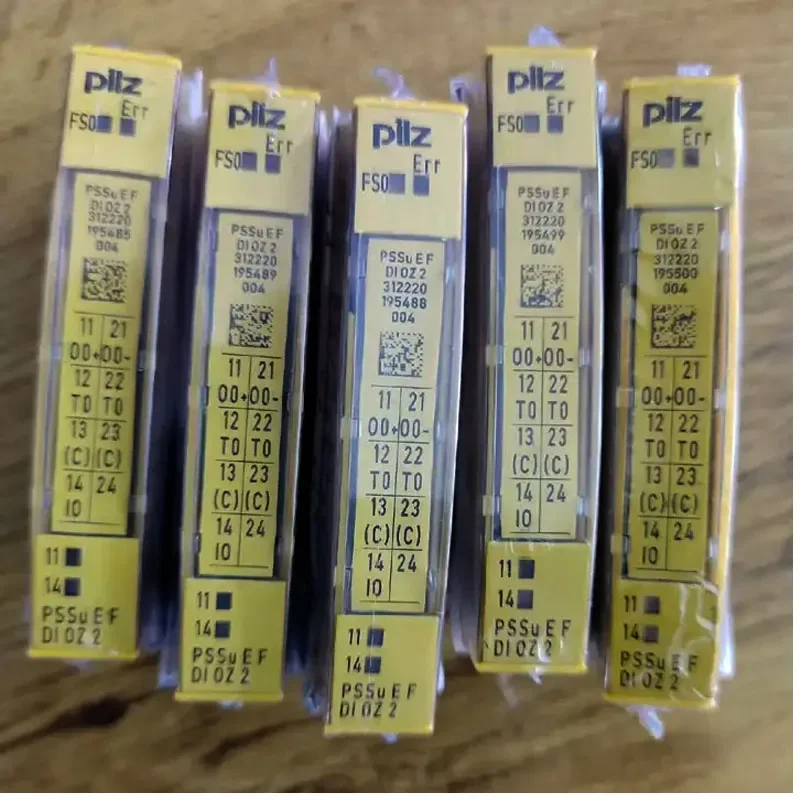 pilz
Err
FS0
PSSu E F
DI OZ 2
312220
195485
004
11 21
00+00-
12 22
T0 T0
13 23
(C) (C)
14 24
I0
11
14
PSSu E F
DI OZ 2
pilz
Err
FS0
PSSu E F
DI OZ 2
312220
195489
004
11 21
00+00-
12 22
T0 T0
13 23
(C) (C)
14 24
I0
11
14
PSSu E F
DI OZ 2
pilz
Err
FS0
PSSu E F
DI OZ 2
312220
195488
004
11 21
00+00-
12 22
T0 T0
13 23
(C) (C)
14 24
I0
11
14
PSSu E F
DI OZ 2
pilz
Err
FS0
PSSu E F
DI OZ 2
312220
195499
004
11 21
00+00-
12 22
T0 T0
13 23
(C) (C)
14 24
I0
11
14
PSSu E F
DI OZ 2
pilz
Err
FS0
PSSu E F
DI OZ 2
312220
195500
004
11 21
00+00-
12 22
T0 T0
13 23
(C) (C)
14 24
I0
11
14
PSSu E F
DI OZ 2